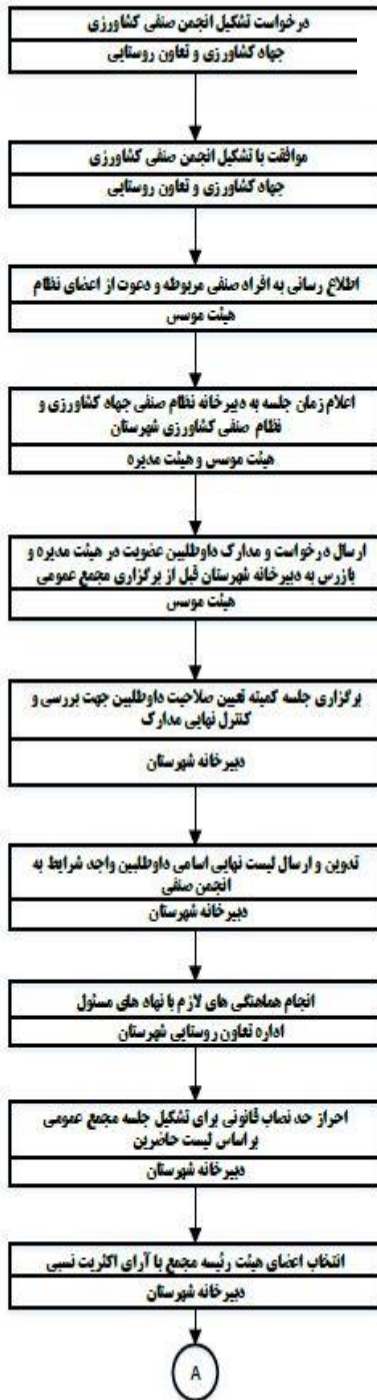 درخواست تشکیل انجمن صنفی کشاورزی
جهاد کشاورزی و تعاون روستایی
موافقت با تشکیل انجمن صنفی کشاورزی
جهاد کشاورزی و تعاون روستایی
اطلاع رسانی به افراد صنفی مربوطه و دعوت از اعضای نظام
هیئت موسس
اعلام زمان جلسه به دبیرخانه نظام صنفی جهاد کشاورزی و
نظام صنفی کشاورزی شهرستان
هیئت موسس و هیئت مدیره
ارسال درخواست و مدارک داوطلبین عضویت در هیئت مدیره و
بازرس به دبیرخانه شهرستان قبل از برگزاری مجمع عمومی
هیئت موسس
برگزاری جلسه کمیته تعیین صلاحیت داوطلبین جهت بررسی و
کنترل نهایی مدارک
دبیرخانه شهرستان
تدوین و ارسال لیست نهایی اسامی داوطلبین واجد شرایط به
انجمن صنفی
دبیرخانه شهرستان
انجام هماهنگی های لازم با نهاد های مسئول
اداره تعاون روستایی شهرستان
احراز حد نصاب قانونی برای تشکیل جلسه مجمع عمومی
براساس لیست حاضرین
دبیرخانه شهرستان
انتخاب اعضای هیئت رئیسه مجمع با آرای اکثریت نسبی
دبیرخانه شهرستان
A